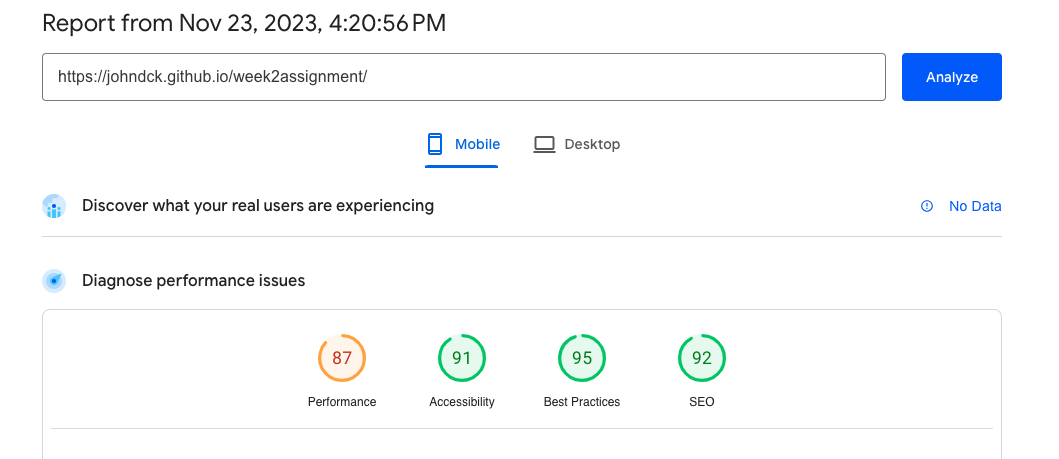 Report from Nov 23, 2023, 4:20:56 PM
https://johndck.github.io/week2assignment/
Analyze
Mobile
Desktop
Discover what your real users are experiencing
No Data
Diagnose performance issues
87
91
95
92
Performance
Accessibility
Best Practices
SEO